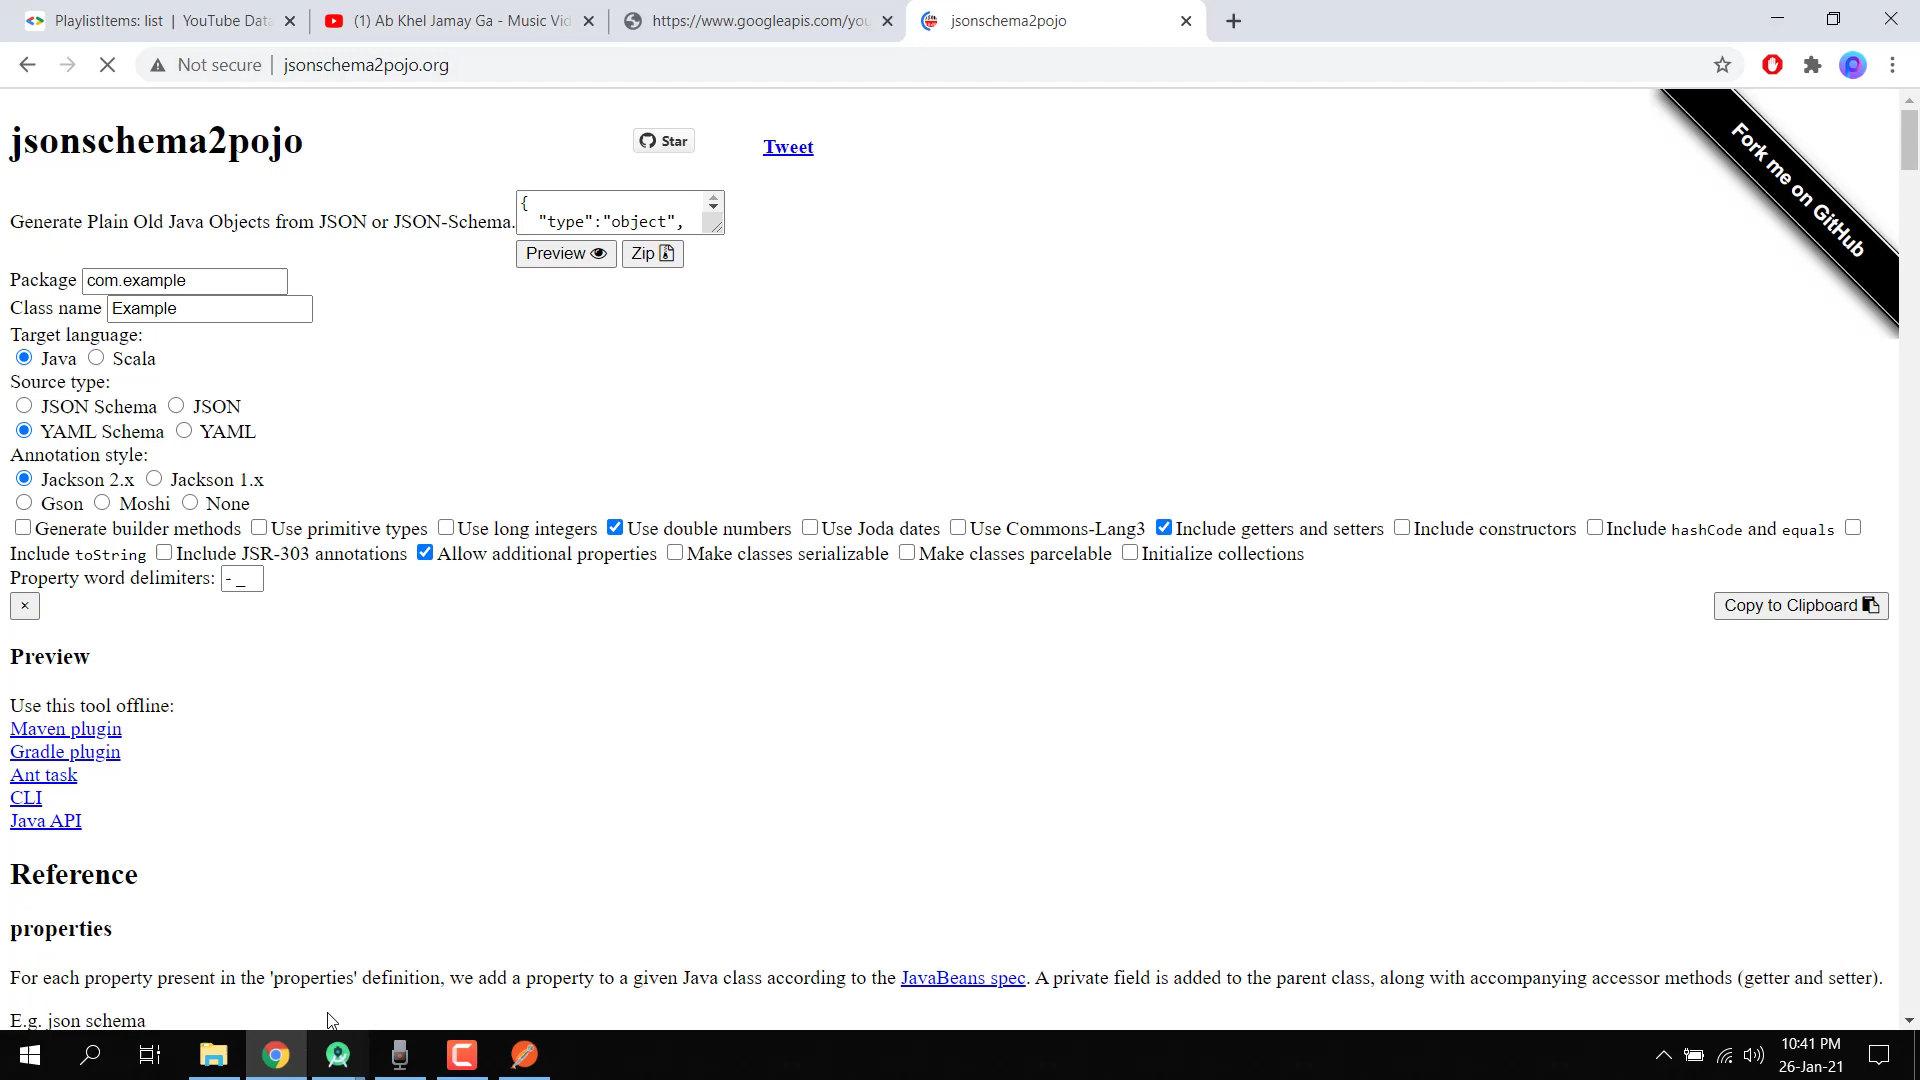 PlaylistItems: list | YouTube Data
(1) Ab Khel Jamay Ga - Music Vid
https://www.googleapis.com/you
jsonschema2pojo
Not secure | jsonschema2pojo.org
jsonschema2pojo
Star
Tweet
Fork me on GitHub
Generate Plain Old Java Objects from JSON or JSON-Schema.
{
"type":"object",
Preview
Zip
Package com.example
Class name Example
Target language:
Java Scala
Source type:
JSON Schema JSON
YAML Schema YAML
Annotation style:
Jackson 2.x Jackson 1.x
Gson Moshi None
Generate builder methods Use primitive types Use long integers Use double numbers Use Joda dates Use Commons-Lang3 Include getters and setters Include constructors Include hashCode and equals
Include toString Include JSR-303 annotations Allow additional properties Make classes serializable Make classes parcelable Initialize collections
Property word delimiters: - _
×
Copy to Clipboard
Preview
Use this tool offline:
Maven plugin
Gradle plugin
Ant task
CLI
Java API
Reference
properties
For each property present in the 'properties' definition, we add a property to a given Java class according to the JavaBeans spec. A private field is added to the parent class, along with accompanying accessor methods (getter and setter).
E.g. json schema
10:41 PM
26-Jan-21